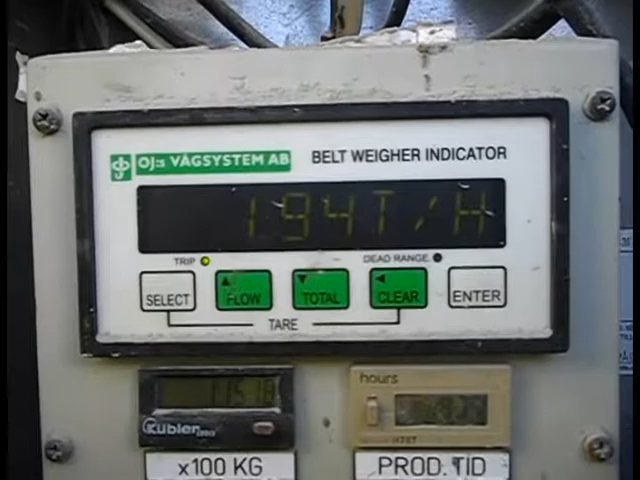 OJ:s VÅGSYSTEM AB BELT WEIGHER INDICATOR
194T/H
TRIP DEAD RANGE
SELECT FLOW TOTAL CLEAR ENTER
TARE
hours
Kübler
x100 KG PROD. TID